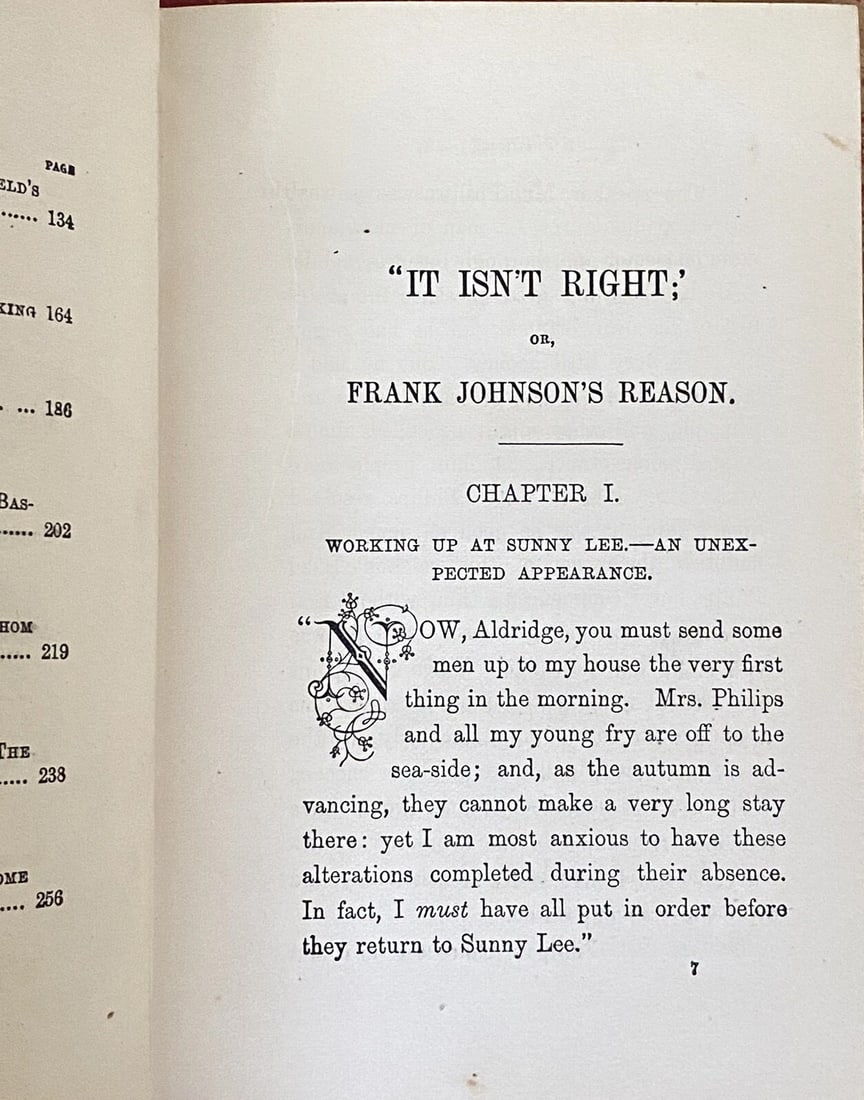 PAGE
ELD'S
...... 134
KING 164
. ... 186
BAS-
...... 202
HOM
..... 219
THE
..... 238
OME
.... 256
"IT ISN'T RIGHT;'
OR,
FRANK JOHNSON'S REASON.
CHAPTER I.
WORKING UP AT SUNNY LEE.—AN UNEX-
PECTED APPEARANCE.
"NOW, Aldridge, you must send some
men up to my house the very first
thing in the morning. Mrs. Philips
and all my young fry are off to the
sea-side; and, as the autumn is ad-
vancing, they cannot make a very long stay
there: yet I am most anxious to have these
alterations completed during their absence.
In fact, I must have all put in order before
they return to Sunny Lee."
7